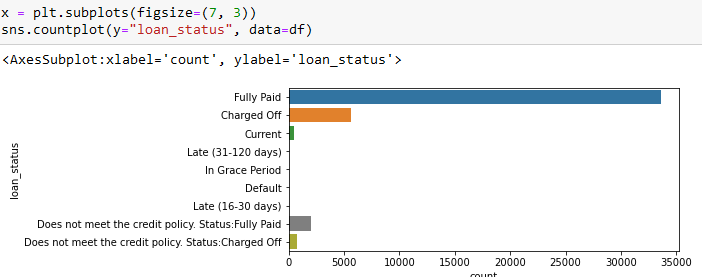 x = plt.subplots(figsize=(7, 3))
sns.countplot(y="loan_status", data=df)
<AxesSubplot:xlabel='count', ylabel='loan_status'>
Fully Paid
Charged Off
Current
Late (31-120 days)
In Grace Period
Default
Late (16-30 days)
Does not meet the credit policy. Status:Fully Paid
Does not meet the credit policy. Status:Charged Off
loan_status
0 5000 10000 15000 20000 25000 30000 35000
count